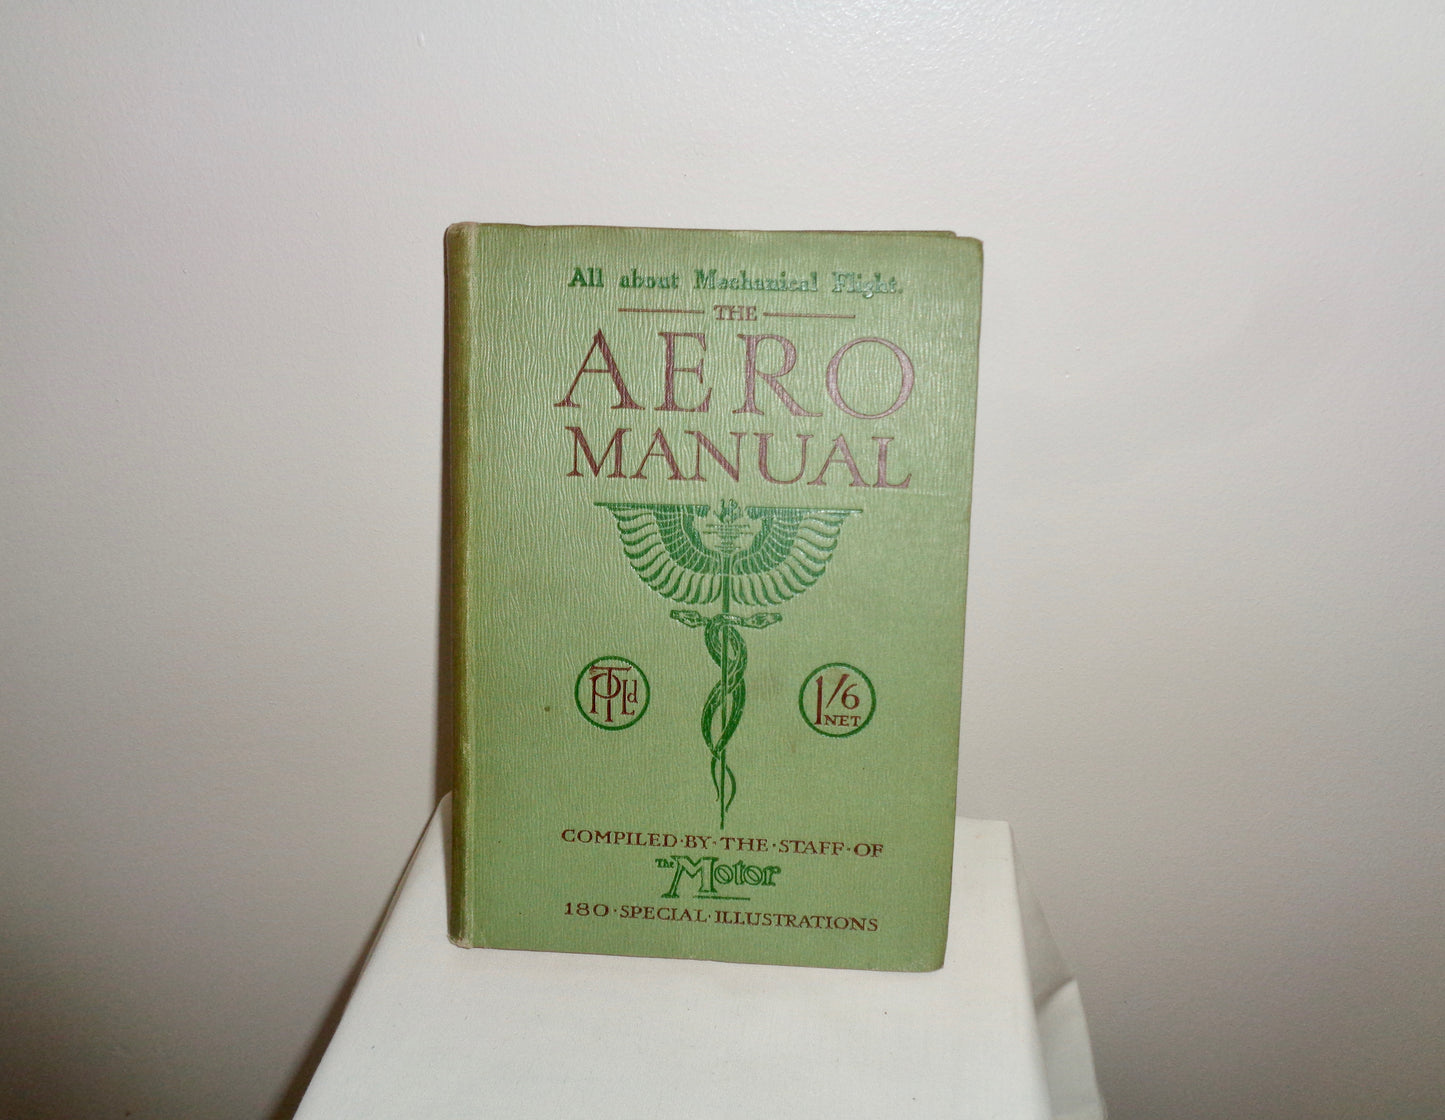 All about Mechanical Flight.
THE
AERO
MANUAL
PTLd
1/6
NET
COMPILED·BY·THE·STAFF·OF
The Motor
180·SPECIAL·ILLUSTRATIONS